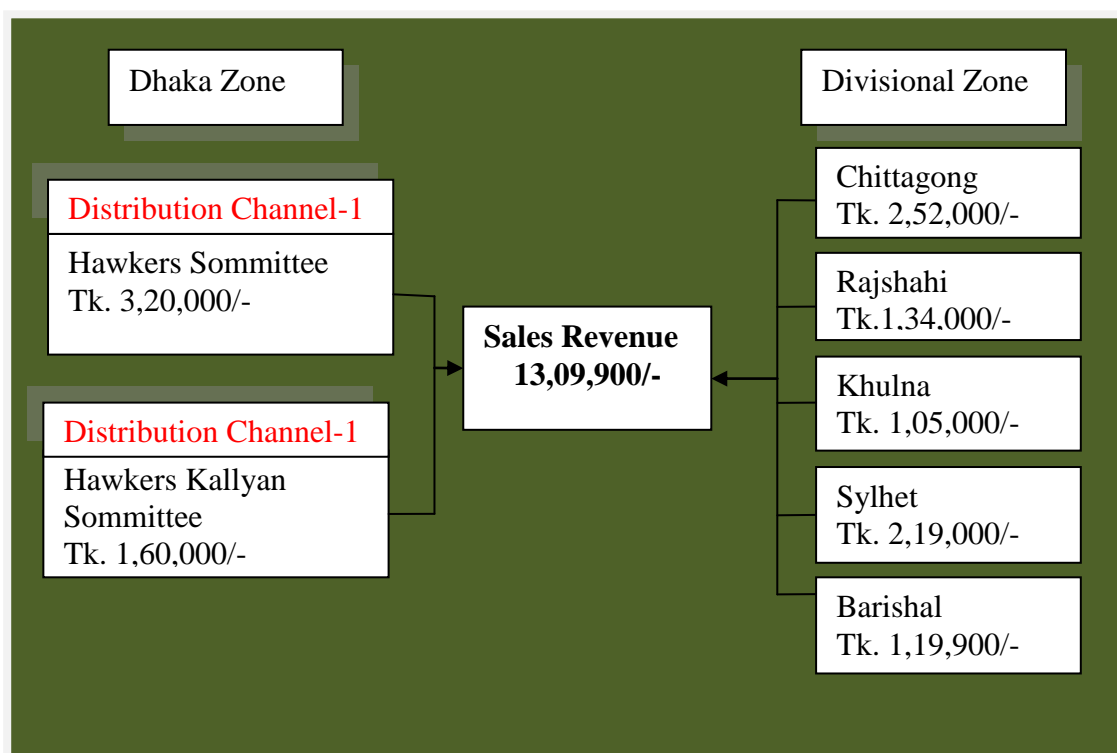 Dhaka Zone
Distribution Channel-1
Hawkers Sommittee
Tk. 3,20,000/-
Distribution Channel-1
Hawkers Kallyan
Sommittee
Tk. 1,60,000/-
Sales Revenue
13,09,900/-
Divisional Zone
Chittagong
Tk. 2,52,000/-
Rajshahi
Tk.1,34,000/-
Khulna
Tk. 1,05,000/-
Sylhet
Tk. 2,19,000/-
Barishal
Tk. 1,19,900/-